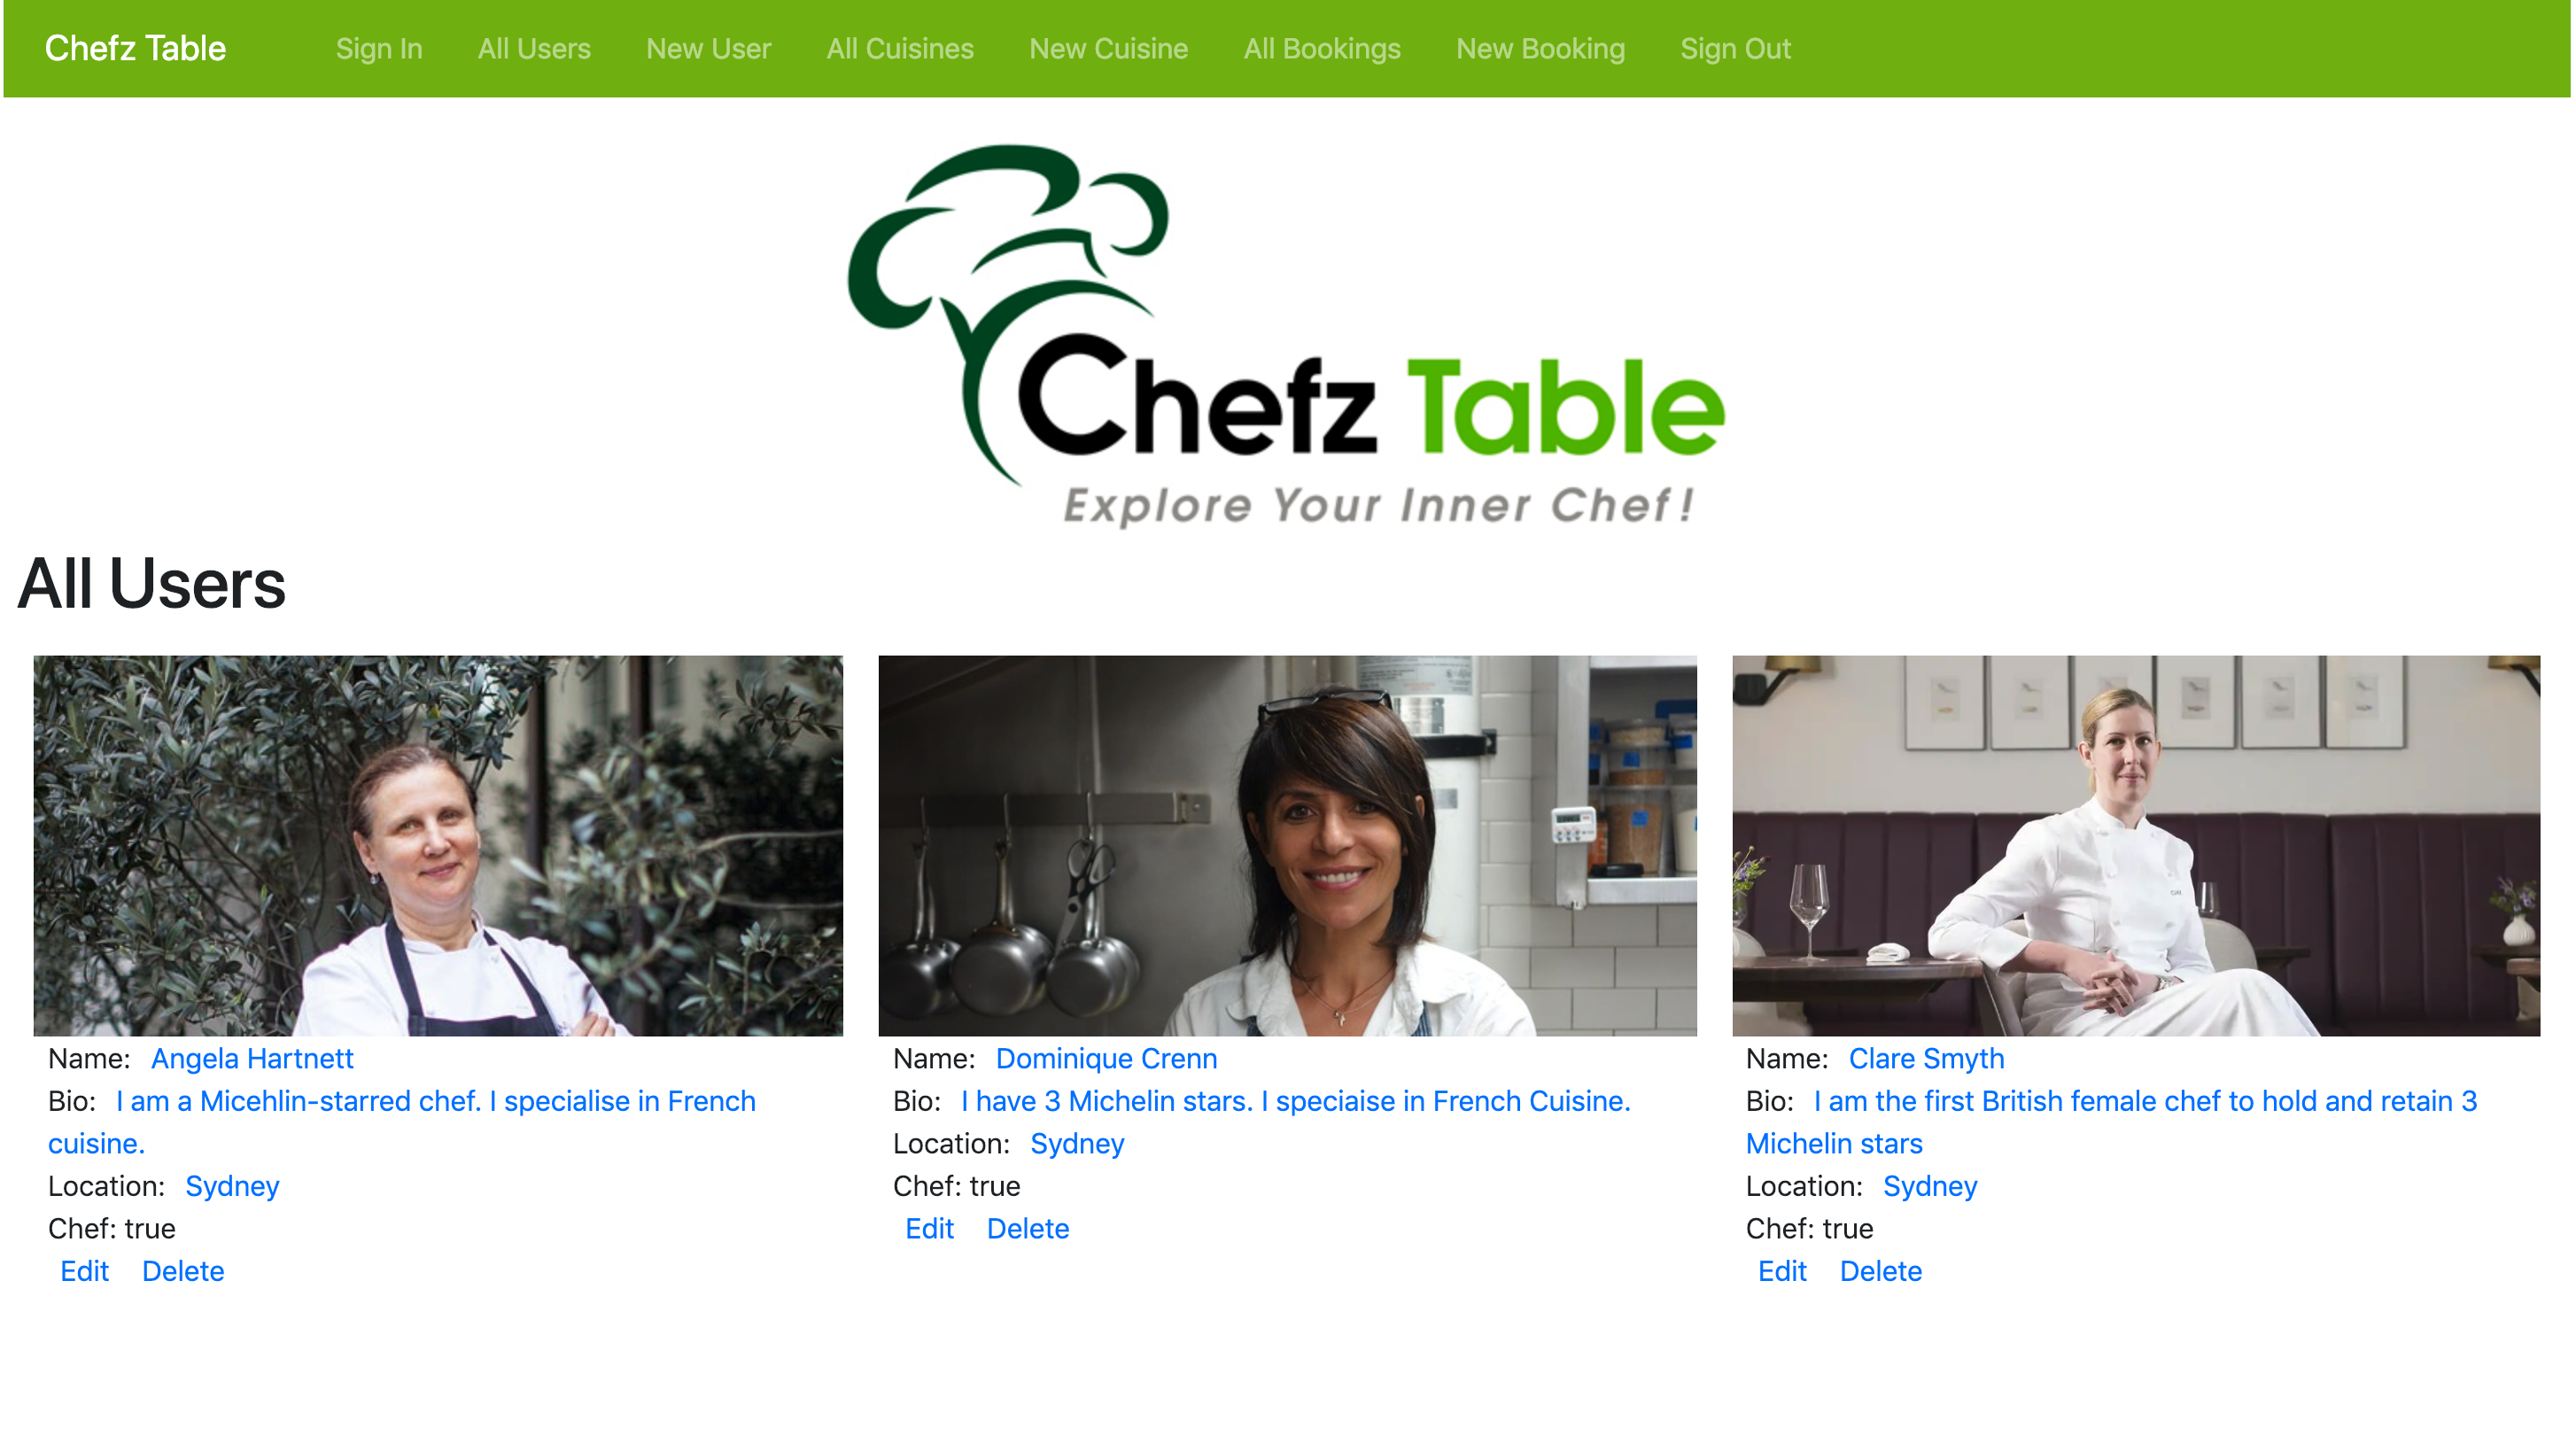 Chefz Table Sign In All Users New User All Cuisines New Cuisine All Bookings New Booking Sign Out
Chefz Table
Explore Your Inner Chef!
All Users
Name: Angela Hartnett
Bio: I am a Micehlin-starred chef. I specialise in French
cuisine.
Location: Sydney
Chef: true
Edit Delete
Name: Dominique Crenn
Bio: I have 3 Michelin stars. I speciaise in French Cuisine.
Location: Sydney
Chef: true
Edit Delete
Name: Clare Smyth
Bio: I am the first British female chef to hold and retain 3
Michelin stars
Location: Sydney
Chef: true
Edit Delete